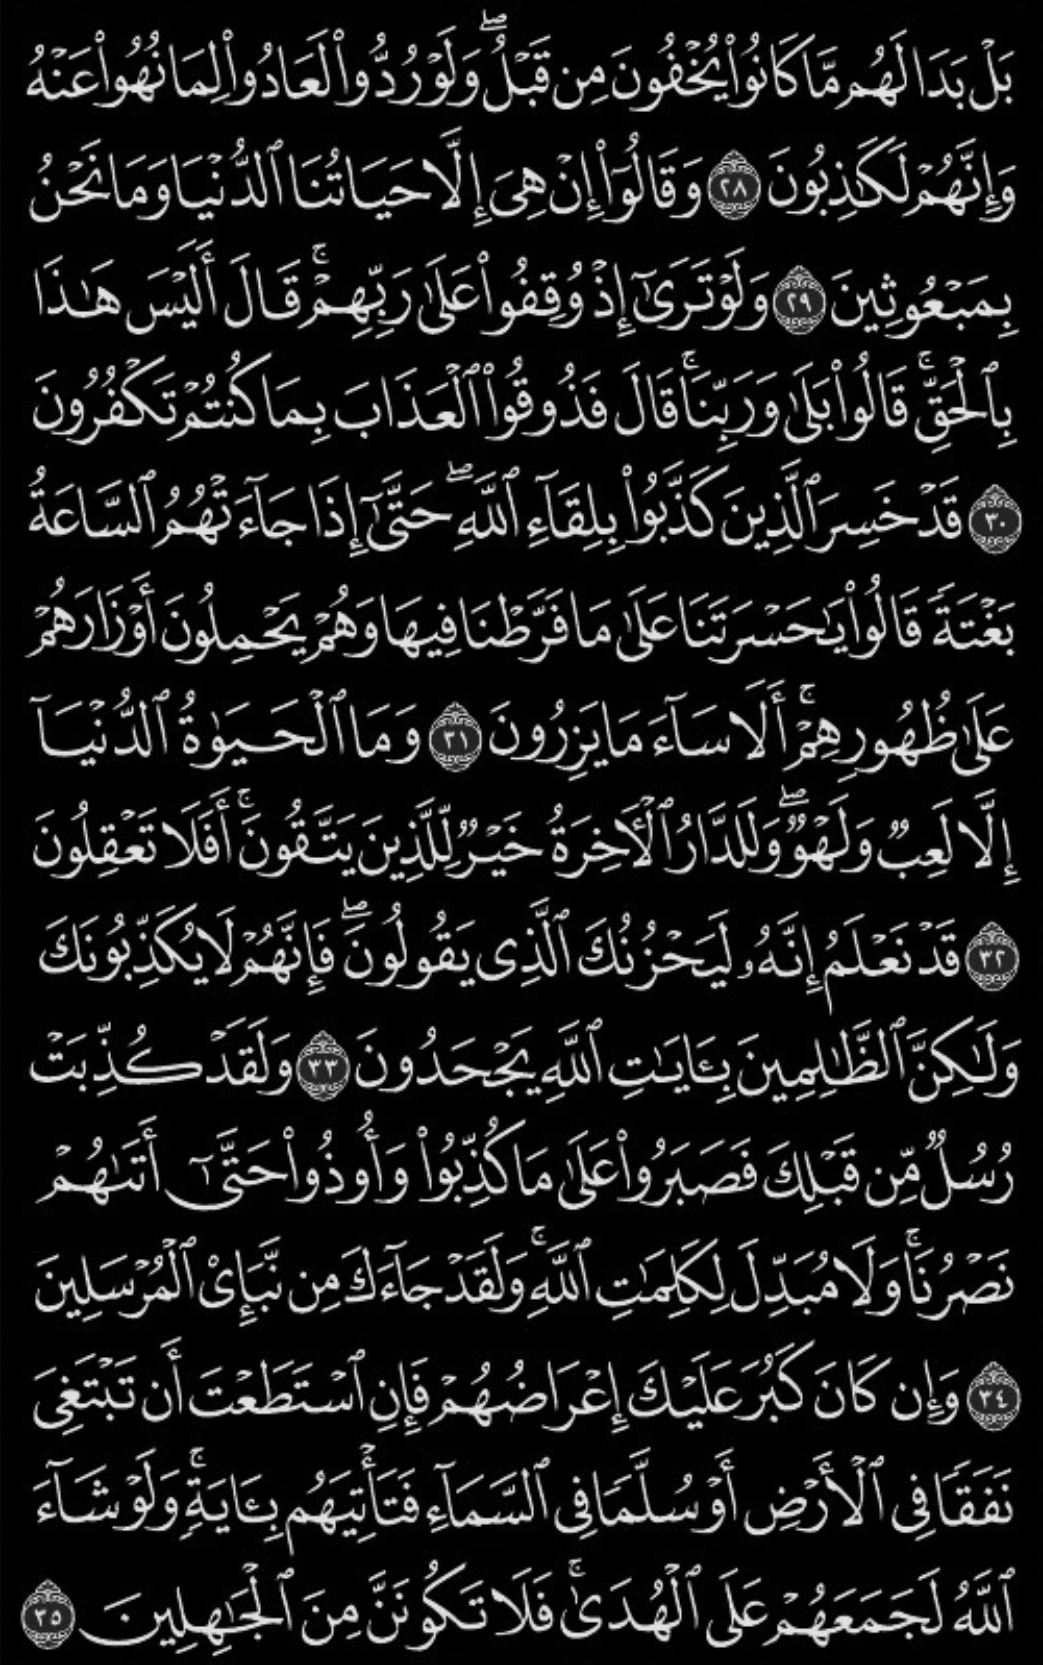 بَلْ بَدَا لَهُم مَّا كَانُوا۟ يُخْفُونَ مِن قَبْلُ ۖ وَلَوْ رُدُّوا۟ لَعَادُوا۟ لِمَا نُهُوا۟ عَنْهُ
وَإِنَّهُمْ لَكَـٰذِبُونَ ٢٨ وَقَالُوٓا۟ إِنْ هِىَ إِلَّا حَيَاتُنَا ٱلدُّنْيَا وَمَا نَحْنُ
بِمَبْعُوثِينَ ٢٩ وَلَوْ تَرَىٰٓ إِذْ وُقِفُوا۟ عَلَىٰ رَبِّهِمْ ۚ قَالَ أَلَيْسَ هَـٰذَا
بِٱلْحَقِّ ۚ قَالُوا۟ بَلَىٰ وَرَبِّنَا ۚ قَالَ فَذُوقُوا۟ ٱلْعَذَابَ بِمَا كُنتُمْ تَكْفُرُونَ
٣٠ قَدْ خَسِرَ ٱلَّذِينَ كَذَّبُوا۟ بِلِقَآءِ ٱللَّهِ ۖ حَتَّىٰٓ إِذَا جَآءَتْهُمُ ٱلسَّاعَةُ
بَغْتَةً قَالُوا۟ يَـٰحَسْرَتَنَا عَلَىٰ مَا فَرَّطْنَا فِيهَا وَهُمْ يَحْمِلُونَ أَوْزَارَهُمْ
عَلَىٰ ظُهُورِهِمْ ۚ أَلَا سَآءَ مَا يَزِرُونَ ٣١ وَمَا ٱلْحَيَوٰةُ ٱلدُّنْيَآ
إِلَّا لَعِبٌ وَلَهْوٌ ۖ وَلَلدَّارُ ٱلْـَٔاخِرَةُ خَيْرٌ لِّلَّذِينَ يَتَّقُونَ ۚ أَفَلَا تَعْقِلُونَ
٣٢ قَدْ نَعْلَمُ إِنَّهُۥ لَيَحْزُنُكَ ٱلَّذِى يَقُولُونَ ۖ فَإِنَّهُمْ لَا يُكَذِّبُونَكَ
وَلَـٰكِنَّ ٱلظَّـٰلِمِينَ بِـَٔايَـٰتِ ٱللَّهِ يَجْحَدُونَ ٣٣ وَلَقَدْ كُذِّبَتْ
رُسُلٌ مِّن قَبْلِكَ فَصَبَرُوا۟ عَلَىٰ مَا كُذِّبُوا۟ وَأُوذُوا۟ حَتَّىٰٓ أَتَىٰهُمْ
نَصْرُنَا ۚ وَلَا مُبَدِّلَ لِكَلِمَـٰتِ ٱللَّهِ ۚ وَلَقَدْ جَآءَكَ مِن نَّبَإِى۟ ٱلْمُرْسَلِينَ
٣٤ وَإِن كَانَ كَبُرَ عَلَيْكَ إِعْرَاضُهُمْ فَإِنِ ٱسْتَطَعْتَ أَن تَبْتَغِىَ
نَفَقًا فِى ٱلْأَرْضِ أَوْ سُلَّمًا فِى ٱلسَّمَآءِ فَتَأْتِيَهُم بِـَٔايَةٍ ۚ وَلَوْ شَآءَ
ٱللَّهُ لَجَمَعَهُمْ عَلَى ٱلْهُدَىٰ ۚ فَلَا تَكُونَنَّ مِنَ ٱلْجَـٰهِلِينَ ٣٥